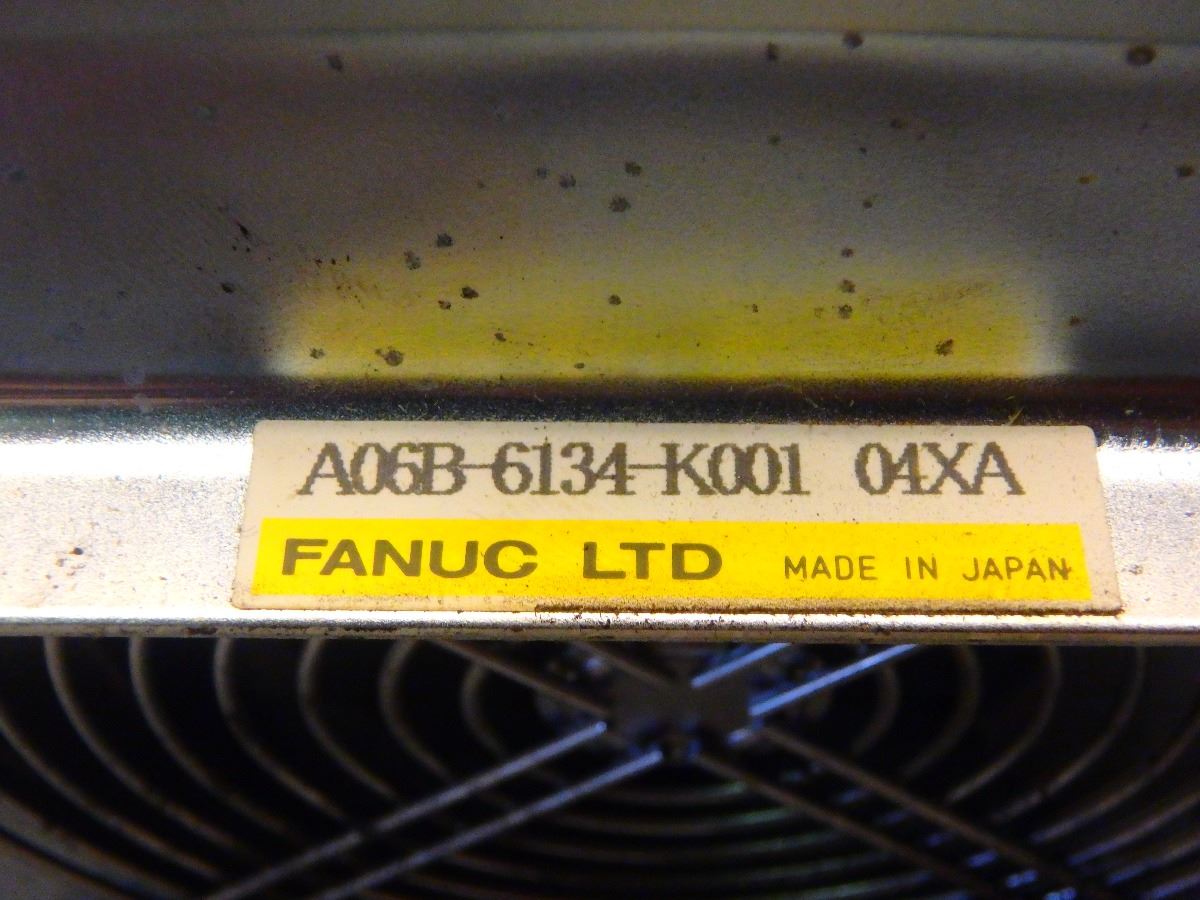 A06B-6134-K001 04XA
FANUC LTD MADE IN JAPAN